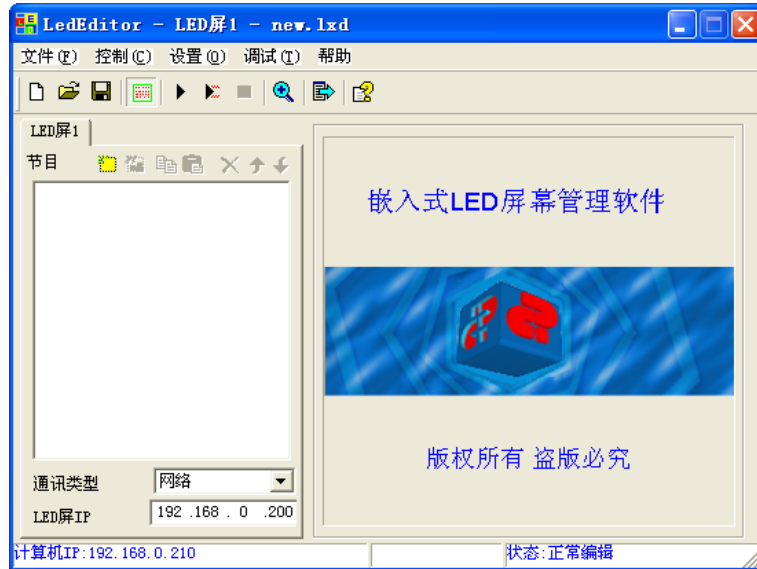 LedEditor - LED屏1 - new.lxd
文件(F) 控制(C) 设置(O) 调试(T) 帮助
LED屏1
节目
嵌入式LED屏幕管理软件
版权所有 盗版必究
通讯类型 网络
LED屏IP 192 .168 . 0 .200
计算机IP:192.168.0.210 状态:正常编辑